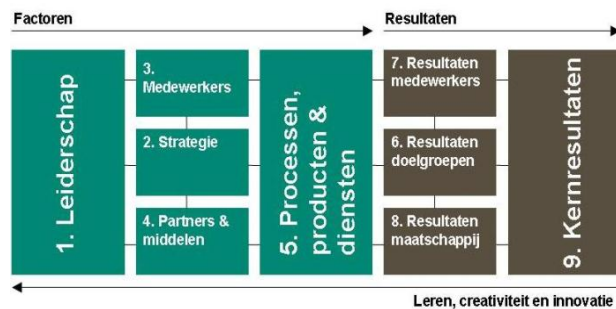 Factoren
Resultaten
1. Leiderschap
3.
Medewerkers
2. Strategie
4. Partners &
middelen
5. Processen,
producten &
diensten
7. Resultaten
medewerkers
6. Resultaten
doelgroepen
8. Resultaten
maatschappij
9. Kernresultaten
Leren, creativiteit en innovatie